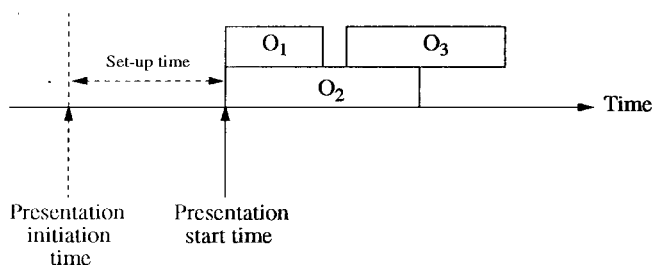 Set-up time
O1
O3
O2
Time
Presentation
initiation
time
Presentation
start time